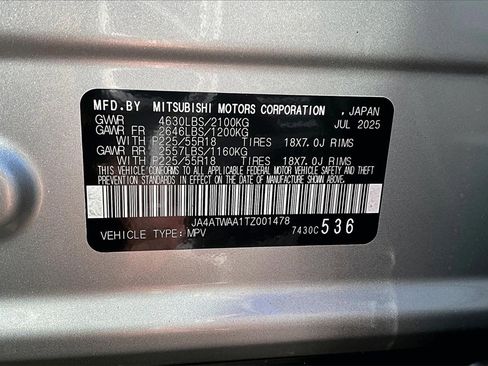 MFD.BY MITSUBISHI MOTORS CORPORATION ,JAPAN
GVWR 4630LBS/2100KG JUL 2025
GAWR FR 2646LBS/1200KG
WITH P225/55R18 TIRES 18X7.0J RIMS
GAWR RR 2557LBS/1160KG
WITH P225/55R18 TIRES 18X7.0J RIMS
THIS VEHICLE CONFORMS TO ALL APPLICABLE FEDERAL MOTOR VEHICLE SAFETY AND THEFT
PREVENTION STANDARDS IN EFFECT ON THE DATE OF MANUFACTURE SHOWN ABOVE.
JA4ATWAA1TZ001478
VEHICLE TYPE:MPV 7430C 536